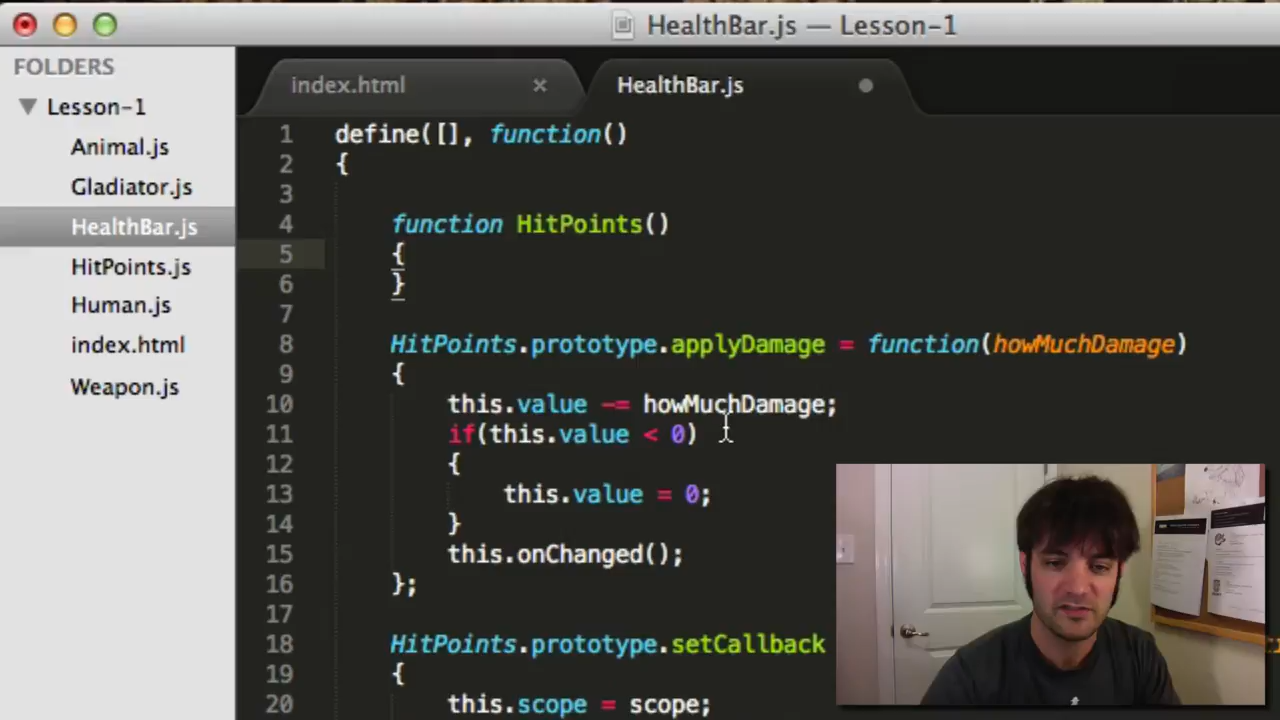 HealthBar.js — Lesson-1
FOLDERS
Lesson-1
Animal.js
Gladiator.js
HealthBar.js
HitPoints.js
Human.js
index.html
Weapon.js
index.html ×
HealthBar.js
1 define([], function()
2 {
3
4 function HitPoints()
5 {
6 }
7
8 HitPoints.prototype.applyDamage = function(howMuchDamage)
9 {
10 this.value -= howMuchDamage;
11 if(this.value < 0)
12 {
13 this.value = 0;
14 }
15 this.onChanged();
16 };
17
18 HitPoints.prototype.setCallback
19 {
20 this.scope = scope;